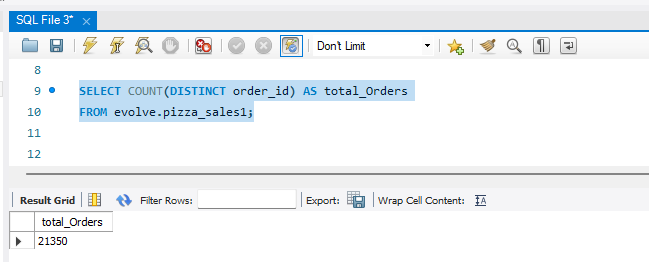 SQL File 3*
Don't Limit
8
9 SELECT COUNT(DISTINCT order_id) AS total_Orders
10 FROM evolve.pizza_sales1;
11
12
Result Grid Filter Rows: Export: Wrap Cell Content:
total_Orders
21350